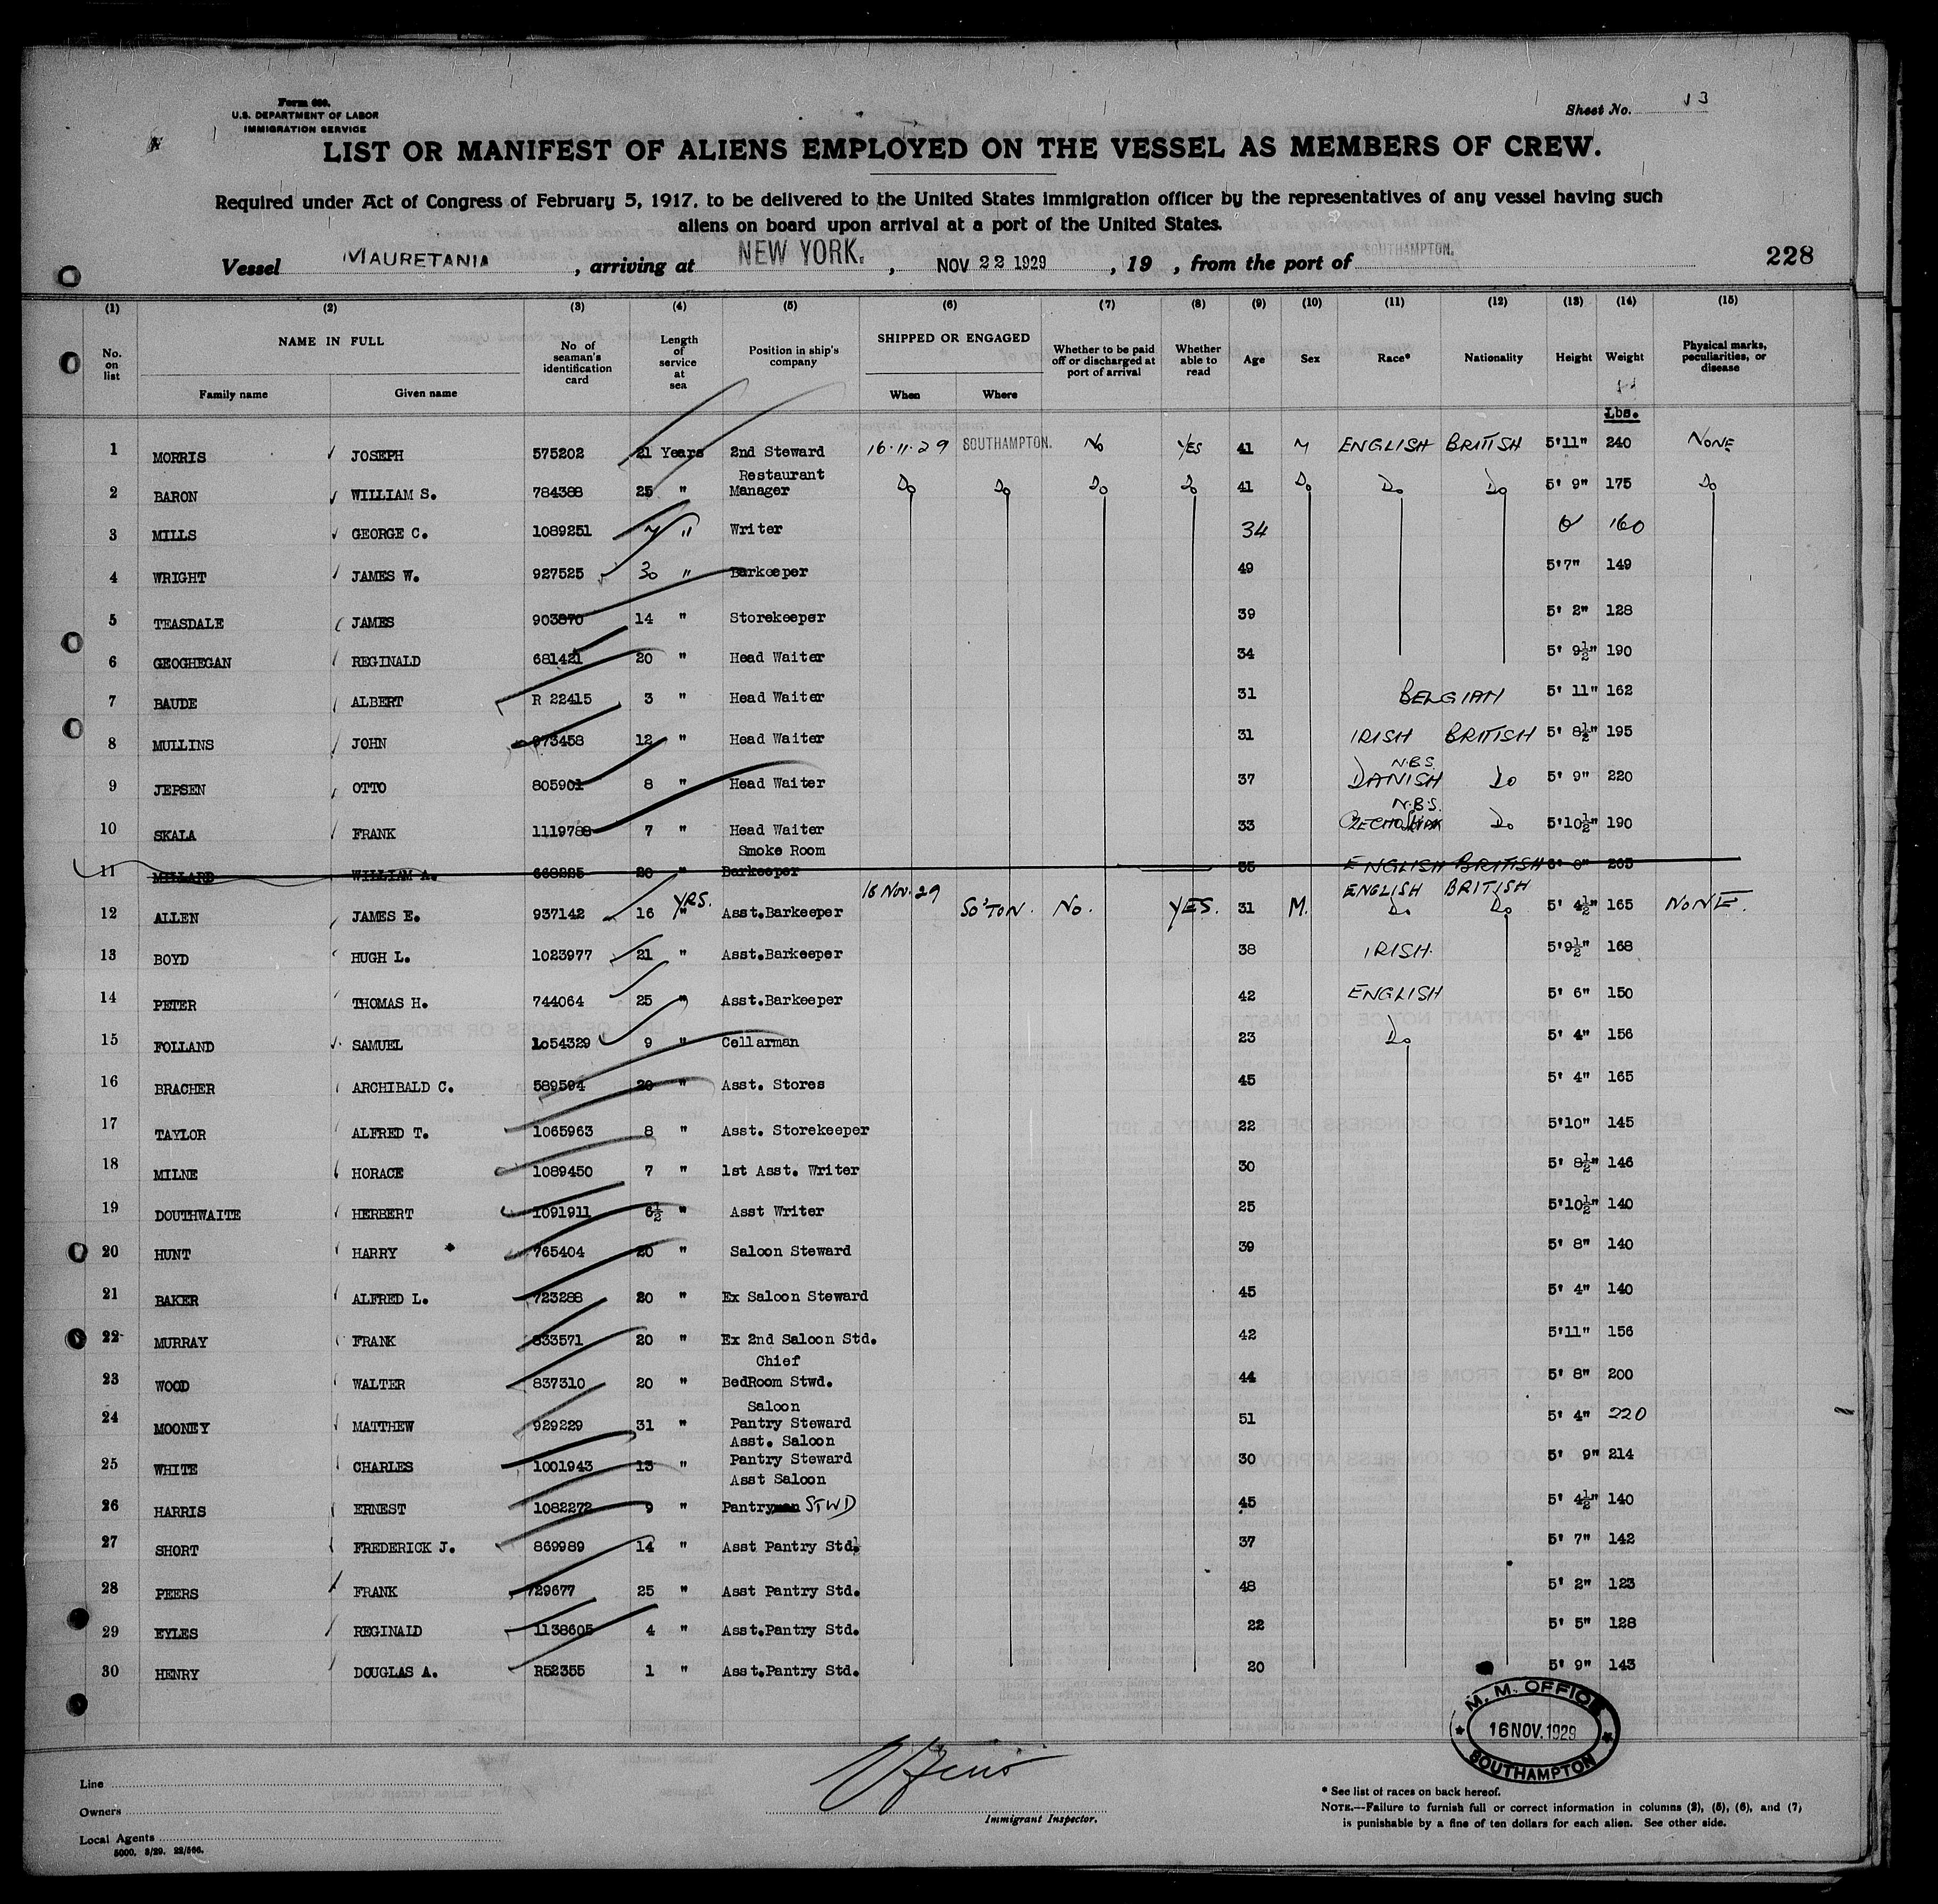 Form 680.
U.S. DEPARTMENT OF LABOR
IMMIGRATION SERVICE
Sheet No. 13
LIST OR MANIFEST OF ALIENS EMPLOYED ON THE VESSEL AS MEMBERS OF CREW.
Required under Act of Congress of February 5, 1917, to be delivered to the United States immigration officer by the representatives of any vessel having such
aliens on board upon arrival at a port of the United States.
Vessel MAURETANIA, arriving at NEW YORK., NOV 22 1929, 19 , from the port of SOUTHAMPTON. 228
(1) (2) (3) (4) (5) (6) (7) (8) (9) (10) (11) (12) (13) (14) (15)
No. on list NAME IN FULL Family name Given name No of seaman's identification card Length of service at sea Position in ship's company SHIPPED OR ENGAGED When Where Whether to be paid off or discharged at port of arrival Whether able to read Age Sex Race* Nationality Height Weight Physical marks, peculiarities, or disease
Lbs.
1 MORRIS JOSEPH 575202 21 Years 2nd Steward 16·11·29 SOUTHAMPTON. No YES 41 M ENGLISH BRITISH 5'11" 240 NONE
2 BARON WILLIAM S. 784388 25 " Restaurant Manager Do Do Do Do 41 Do Do Do 5' 9" 175 Do
3 MILLS GEORGE C. 1089251 7 " Writer 34 160
4 WRIGHT JAMES W. 927525 30 " Barkeeper 49 5'7" 149
5 TEASDALE JAMES 903870 14 " Storekeeper 39 5' 2" 128
6 GEOGHEGAN REGINALD 681421 20 " Head Waiter 34 5' 9½" 190
7 BAUDE ALBERT R 22415 3 " Head Waiter 31 BELGIAN 5' 11" 162
8 MULLINS JOHN 973458 12 " Head Waiter 31 IRISH BRITISH 5' 8½" 195
9 JEPSEN OTTO 805901 8 " Head Waiter 37 N.B.S. DANISH Do 5' 9" 220
10 SKALA FRANK 1119788 7 " Head Waiter 33 N.B.S. Do 5'10½" 190
11 MILLARD WILLIAM A. 668225 20 " Smoke Room Barkeeper 35 ENGLISH BRITISH 265
12 ALLEN JAMES E. 937142 16 YRS. " Asst.Barkeeper 16 Nov. 29 SO'TON. No. YES. 31 M. ENGLISH BRITISH Do Do 5' 4½" 165 NONE.
13 BOYD HUGH L. 1023977 21 " Asst.Barkeeper 38 IRISH. 5'9½" 168
14 PETER THOMAS H. 744064 25 " Asst.Barkeeper 42 ENGLISH 5' 6" 150
15 FOLLAND SAMUEL 1o54329 9 " Cellarman 23 Do 5' 4" 156
16 BRACHER ARCHIBALD C. 589594 20 " Asst. Stores 45 5' 4" 165
17 TAYLOR ALFRED T. 1065963 8 " Asst. Storekeeper 22 5'10" 145
18 MILNE HORACE 1089450 7 " 1st Asst. Writer 30 5' 8½" 146
19 DOUTHWAITE HERBERT 1091911 6½ " Asst Writer 25 5'10½" 140
20 HUNT HARRY 765404 20 " Saloon Steward 39 5' 8" 140
21 BAKER ALFRED L. 723288 20 " Ex Saloon Steward 45 5' 4" 140
22 MURRAY FRANK 833571 20 " Ex 2nd Saloon Std. 42 5'11" 156
23 WOOD WALTER 837310 20 " Chief BedRoom Stwd. 44 5' 8" 200
24 MOONEY MATTHEW 929229 31 " Saloon Pantry Steward 51 5' 4" 220
25 WHITE CHARLES 1001943 13 " Asst. Saloon Pantry Steward 30 5' 9" 214
26 HARRIS ERNEST 1082272 9 " Asst Saloon Pantryman STWD 45 5' 4½" 140
27 SHORT FREDERICK J. 869989 14 " Asst Pantry Std. 37 5' 7" 142
28 PEERS FRANK 729677 25 " Asst Pantry Std. 48 5' 2" 123
29 EYLES REGINALD 1138605 4 " Asst.Pantry Std. 22 5' 5" 128
30 HENRY DOUGLAS A. R52355 1 " Asst.Pantry Std. 20 5' 9" 143
M. M. OFFICE
16 NOV. 1929
SOUTHAMPTON
Line
Owners
Local Agents
5000. 8/29. 22/566.
Immigrant Inspector.
* See list of races on back hereof.
NOTE.—Failure to furnish full or correct information in columns (2), (5), (6), and (7)
is punishable by a fine of ten dollars for each alien. See other side.